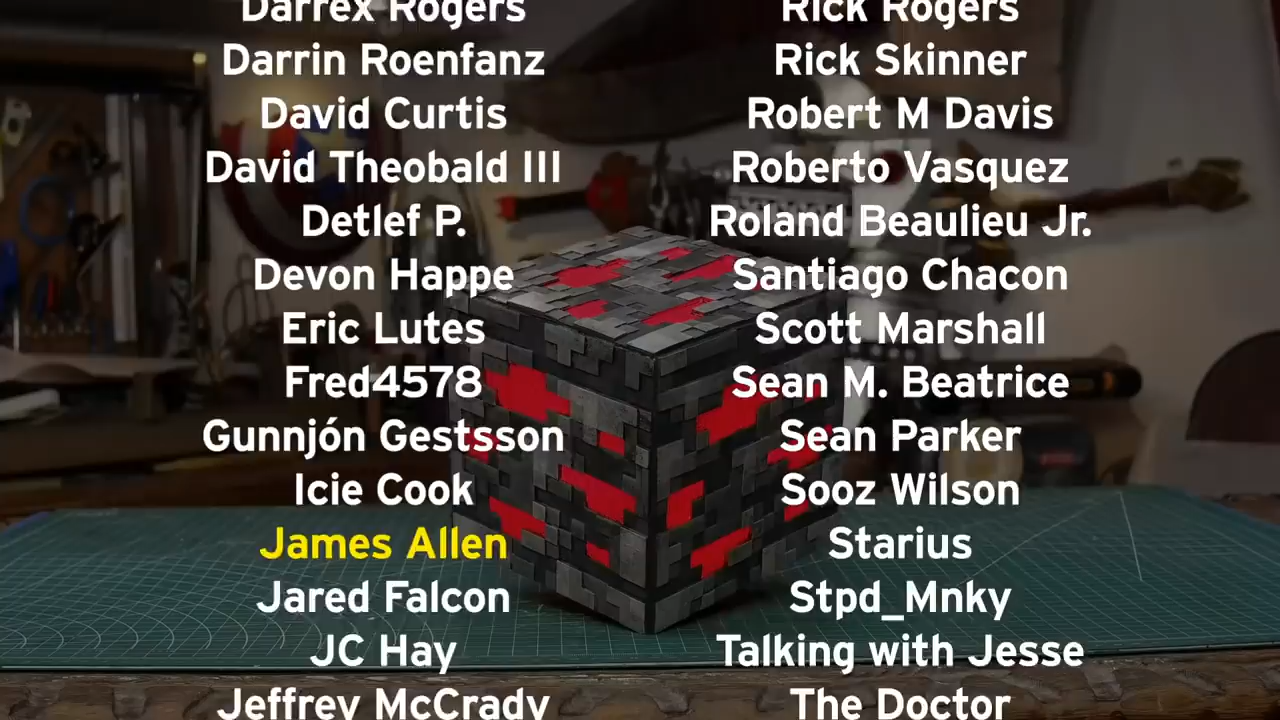 Darrex Rogers
Darrin Roenfanz
David Curtis
David Theobald III
Detlef P.
Devon Happe
Eric Lutes
Fred4578
Gunnjón Gestsson
Icie Cook
James Allen
Jared Falcon
JC Hay
Jeffrey McCrady
Rick Rogers
Rick Skinner
Robert M Davis
Roberto Vasquez
Roland Beaulieu Jr.
Santiago Chacon
Scott Marshall
Sean M. Beatrice
Sean Parker
Sooz Wilson
Starius
Stpd_Mnky
Talking with Jesse
The Doctor